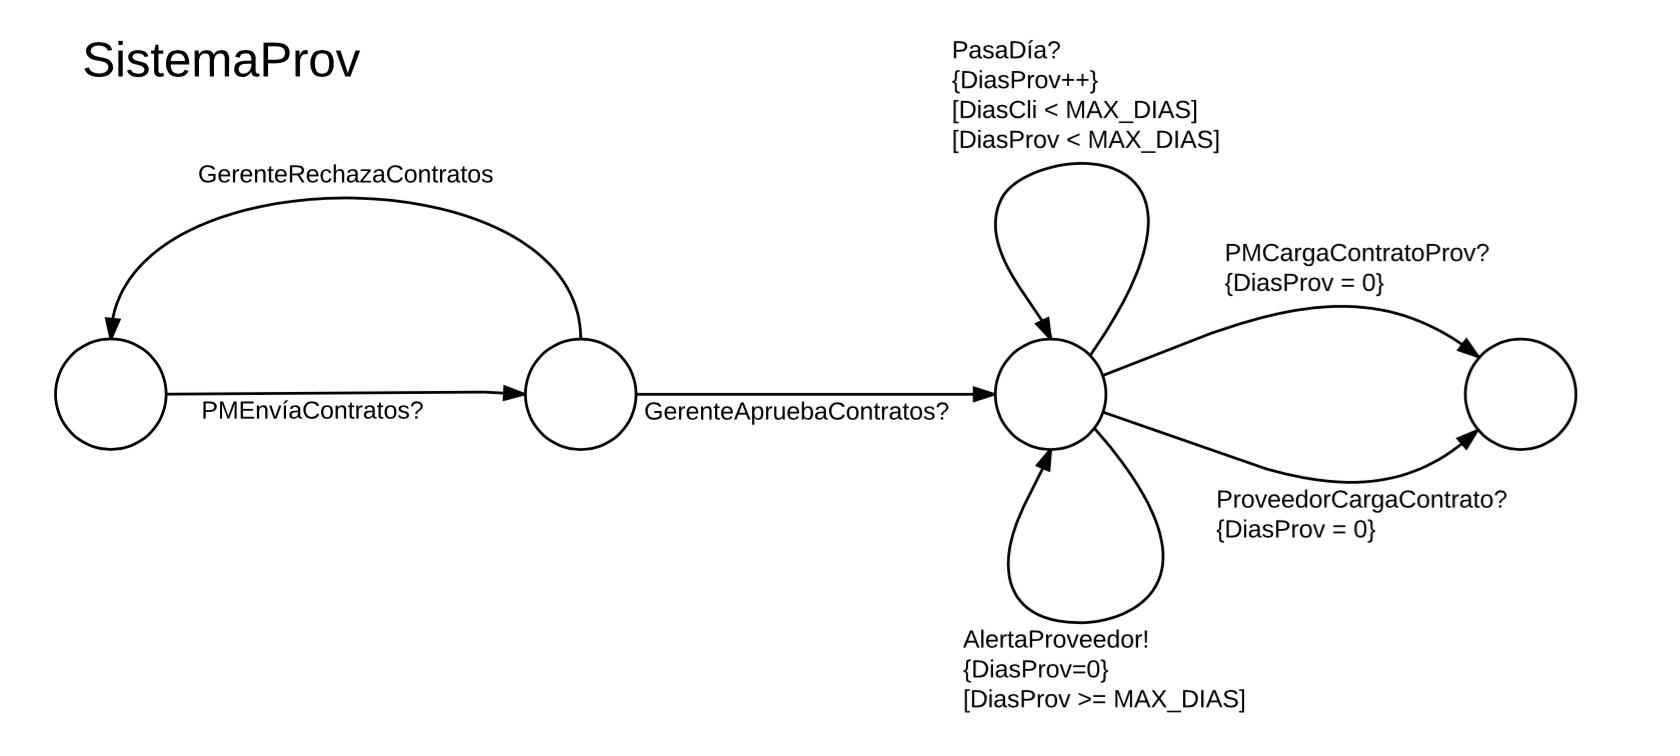 SistemaProv
PasaDía?
{DiasProv++}
[DiasCli < MAX_DIAS]
[DiasProv < MAX_DIAS]
GerenteRechazaContratos
PMCargaContratoProv?
{DiasProv = 0}
PMEnvíaContratos?
GerenteApruebaContratos?
ProveedorCargaContrato?
{DiasProv = 0}
AlertaProveedor!
{DiasProv=0}
[DiasProv >= MAX_DIAS]